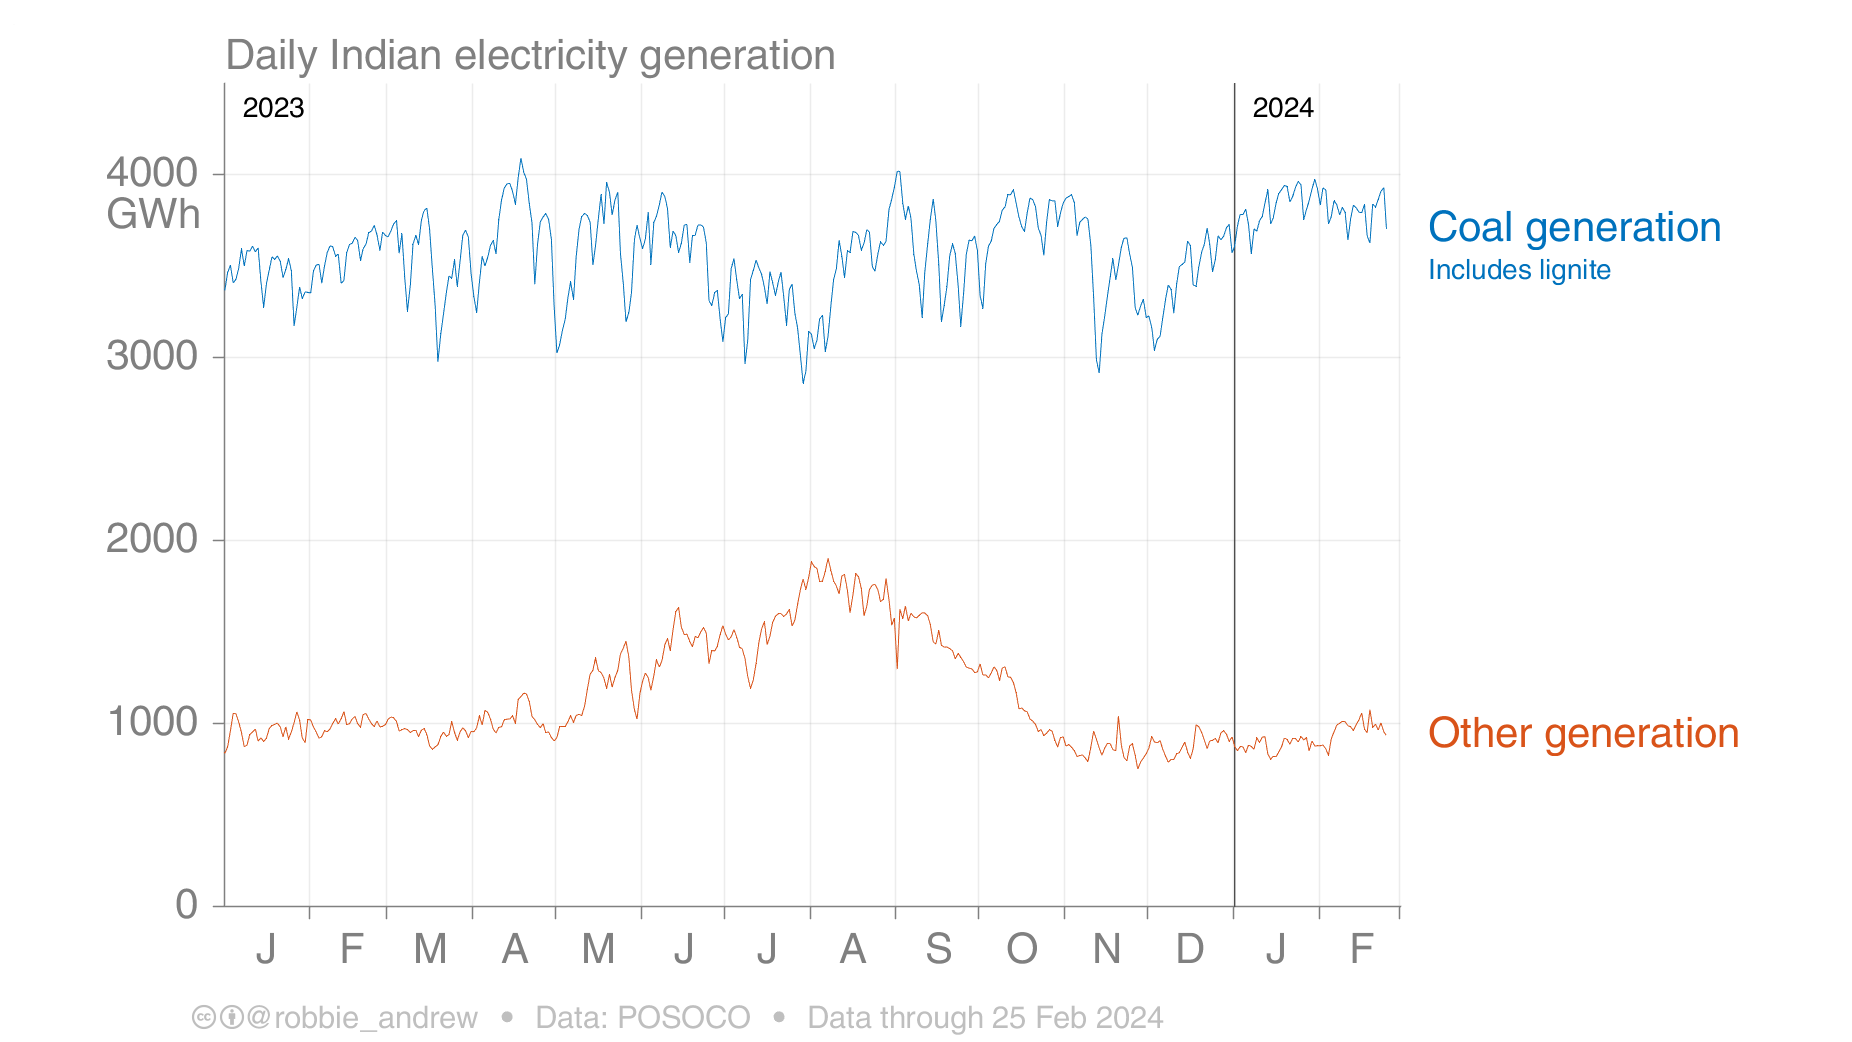 Daily Indian electricity generation
2023
2024
4000
GWh
3000
2000
1000
0
Coal generation
Includes lignite
Other generation
J F M A M J J A S O N D J F
@robbie_andrew • Data: POSOCO • Data through 25 Feb 2024